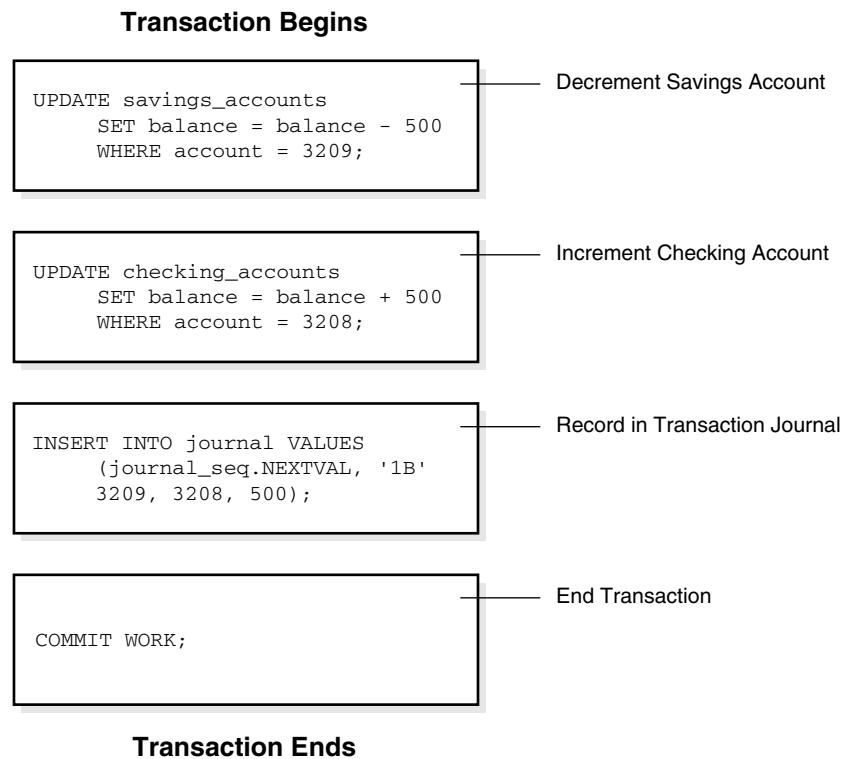 Transaction Begins
UPDATE savings_accounts
SET balance = balance - 500
WHERE account = 3209;
Decrement Savings Account
UPDATE checking_accounts
SET balance = balance + 500
WHERE account = 3208;
Increment Checking Account
INSERT INTO journal VALUES
(journal_seq.NEXTVAL, '1B'
3209, 3208, 500);
Record in Transaction Journal
COMMIT WORK;
End Transaction
Transaction Ends